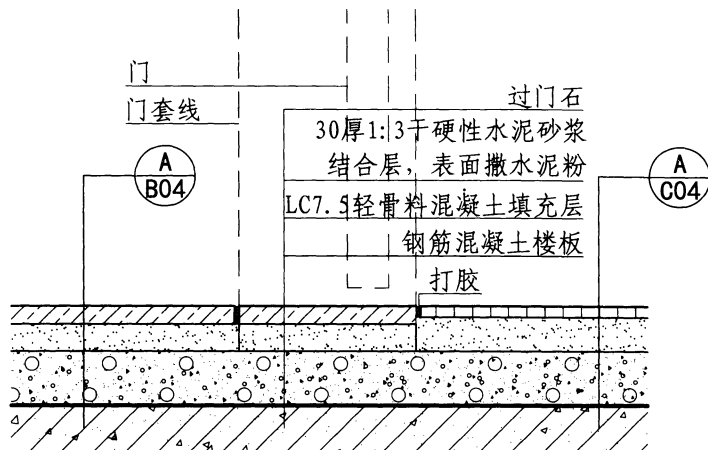 门
门套线
过门石
30厚1:3干硬性水泥砂浆
结合层，表面撒水泥粉
LC7.5轻骨料混凝土填充层
钢筋混凝土楼板
打胶
A
B04
A
C04